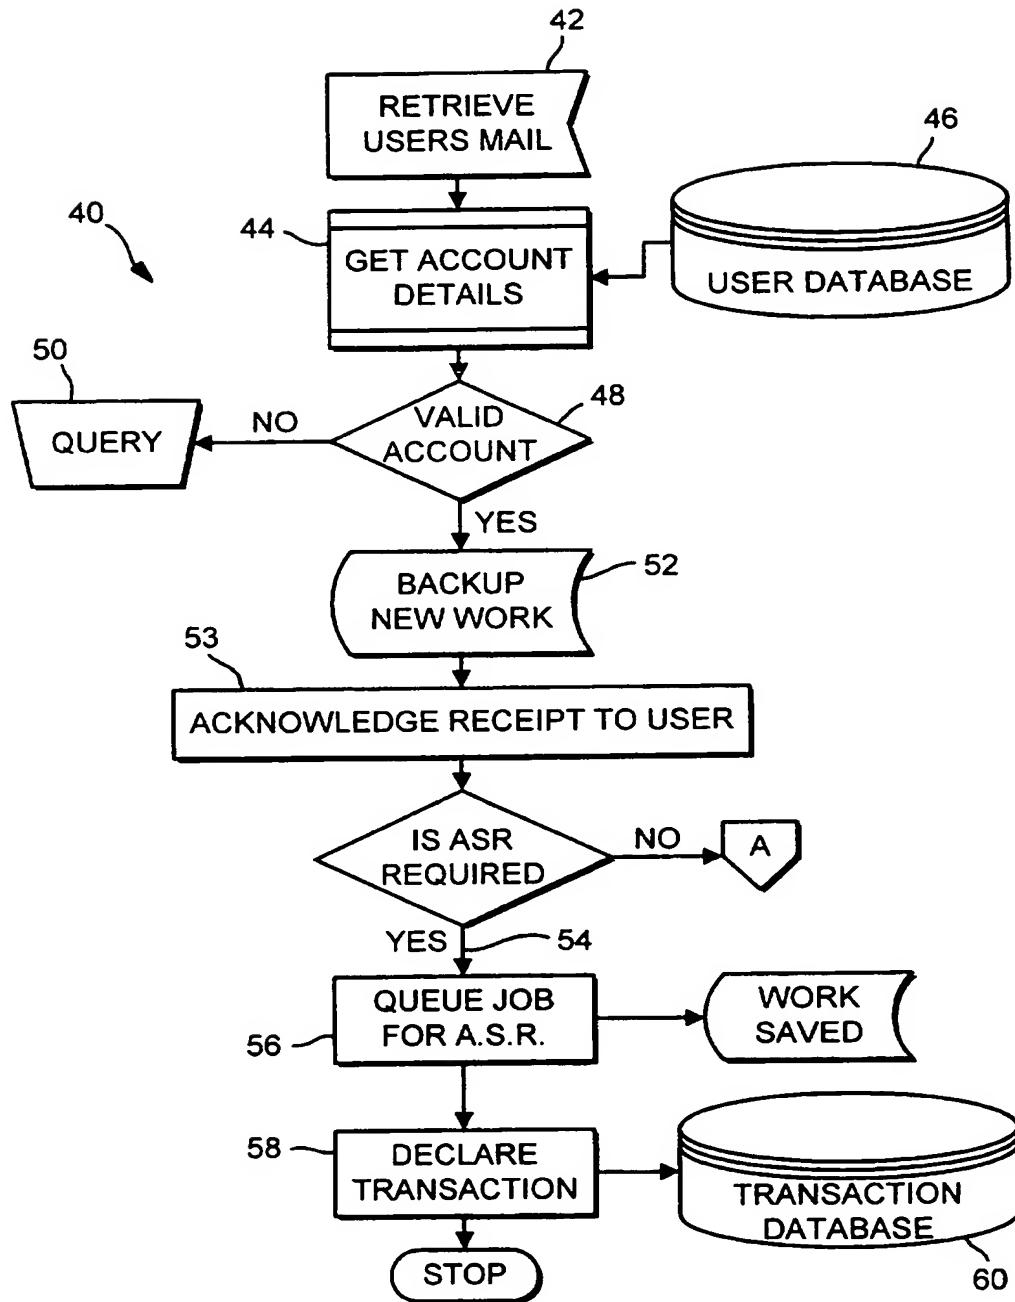 42
RETRIEVE
USERS MAIL
46
40
44
GET ACCOUNT
DETAILS
USER DATABASE
50
QUERY
NO
VALID
ACCOUNT
48
YES
BACKUP
NEW WORK
52
53
ACKNOWLEDGE RECEIPT TO USER
IS ASR
REQUIRED
NO
A
YES
54
QUEUE JOB
FOR A.S.R.
56
WORK
SAVED
58
DECLARE
TRANSACTION
TRANSACTION
DATABASE
60
STOP